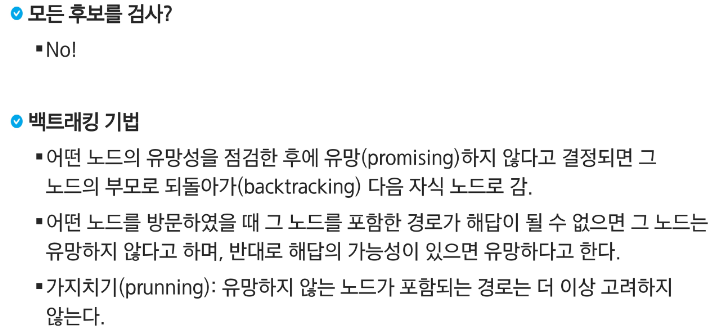 모든 후보를 검사?
▪No!
백트래킹 기법
▪어떤 노드의 유망성을 점검한 후에 유망(promising)하지 않다고 결정되면 그
노드의 부모로 되돌아가(backtracking) 다음 자식 노드로 감.
▪어떤 노드를 방문하였을 때 그 노드를 포함한 경로가 해답이 될 수 없으면 그 노드는
유망하지 않다고 하며, 반대로 해답의 가능성이 있으면 유망하다고 한다.
▪가지치기(prunning): 유망하지 않는 노드가 포함되는 경로는 더 이상 고려하지
않는다.